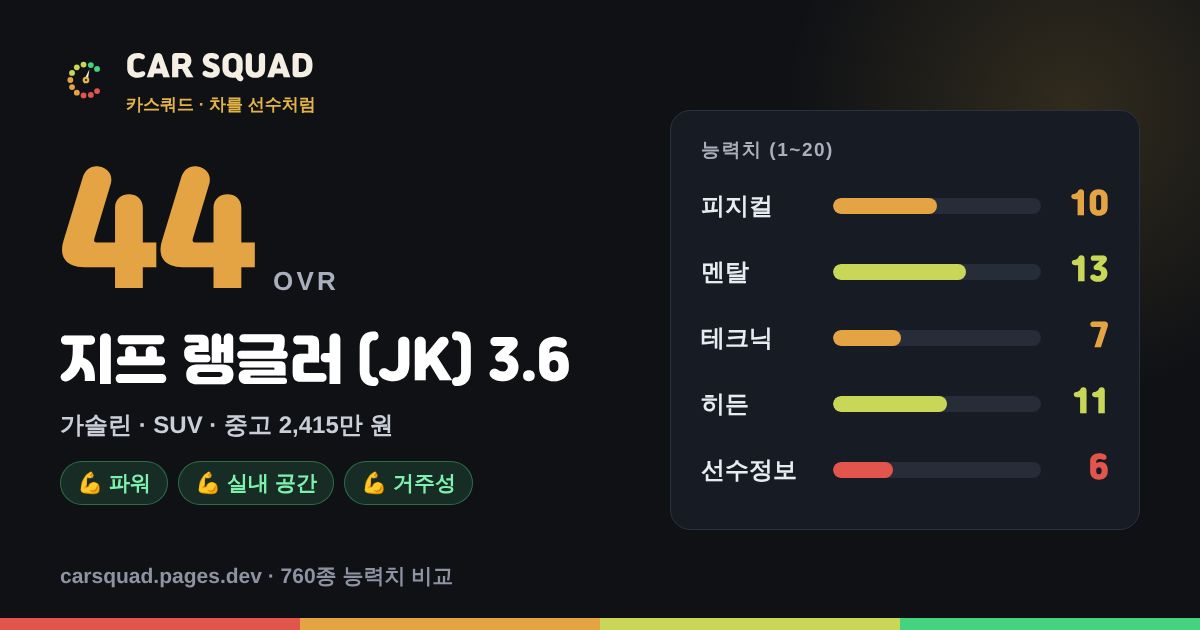 CAR SQUAD
카스쿼드 · 차를 선수처럼
44 OVR
지프 랭글러 (JK) 3.6
가솔린 · SUV · 중고 2,415만 원
💪 파워 💪 실내 공간 💪 거주성
carsquad.pages.dev · 760종 능력치 비교
능력치 (1~20)
피지컬 10
멘탈 13
테크닉 7
히든 11
선수정보 6